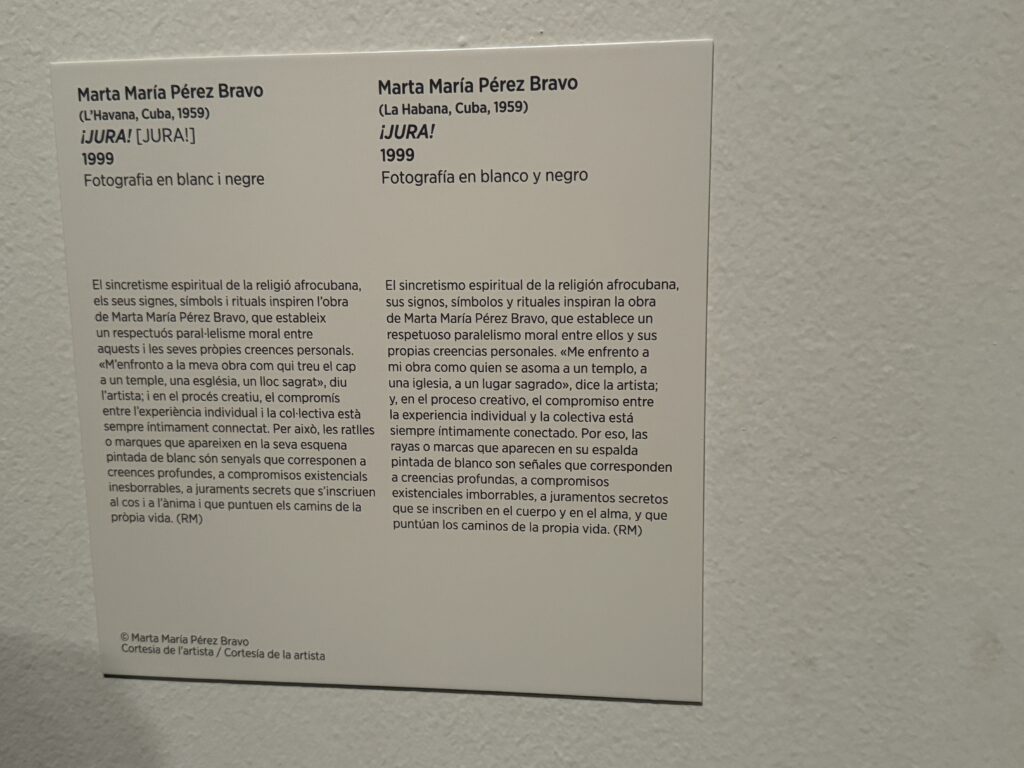 Marta María Pérez Bravo
(L'Havana, Cuba, 1959)
¡JURA! [JURA!]
1999
Fotografia en blanc i negre
El sincretisme espiritual de la religió afrocubana,
els seus signes, símbols i rituals inspiren l'obra
de Marta María Pérez Bravo, que estableix
un respectuós paral·lelisme moral entre
aquests i les seves pròpies creences personals.
«M'enfronto a la meva obra com qui treu el cap
a un temple, una església, un lloc sagrat», diu
l'artista; i en el procés creatiu, el compromís
entre l'experiència individual i la col·lectiva està
sempre íntimament connectat. Per això, les ratlles
o marques que apareixen en la seva esquena
pintada de blanc són senyals que corresponen a
creences profundes, a compromisos existencials
inesborrables, a juraments secrets que s'inscriuen
al cos i a l'ànima i que puntuen els camins de la
pròpia vida. (RM)
Marta María Pérez Bravo
(La Habana, Cuba, 1959)
¡JURA!
1999
Fotografía en blanco y negro
El sincretismo espiritual de la religión afrocubana,
sus signos, símbolos y rituales inspiran la obra
de Marta María Pérez Bravo, que establece un
respetuoso paralelismo moral entre ellos y sus
propias creencias personales. «Me enfrento a
mi obra como quien se asoma a un templo, a
una iglesia, a un lugar sagrado», dice la artista;
y, en el proceso creativo, el compromiso entre
la experiencia individual y la colectiva está
siempre íntimamente conectado. Por eso, las
rayas o marcas que aparecen en su espalda
pintada de blanco son señales que corresponden
a creencias profundas, a compromisos
existenciales imborrables, a juramentos secretos
que se inscriben en el cuerpo y en el alma, y que
puntúan los caminos de la propia vida. (RM)
© Marta María Pérez Bravo
Cortesia de l'artista / Cortesía de la artista